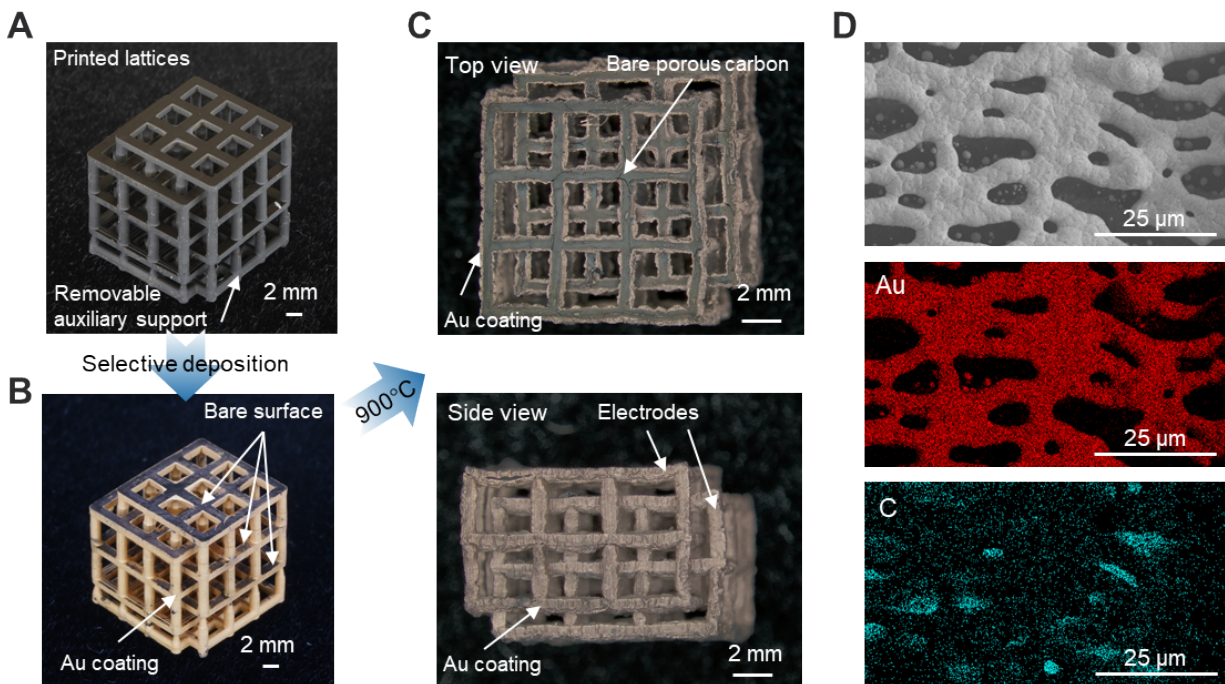 A
Printed lattices
Removable
auxiliary support
2 mm
Selective deposition
B
Bare surface
Au coating
2 mm
900°C
C
Top view
Bare porous carbon
Au coating
2 mm
Side view
Electrodes
Au coating
2 mm
D
25 µm
Au
25 µm
C
25 µm